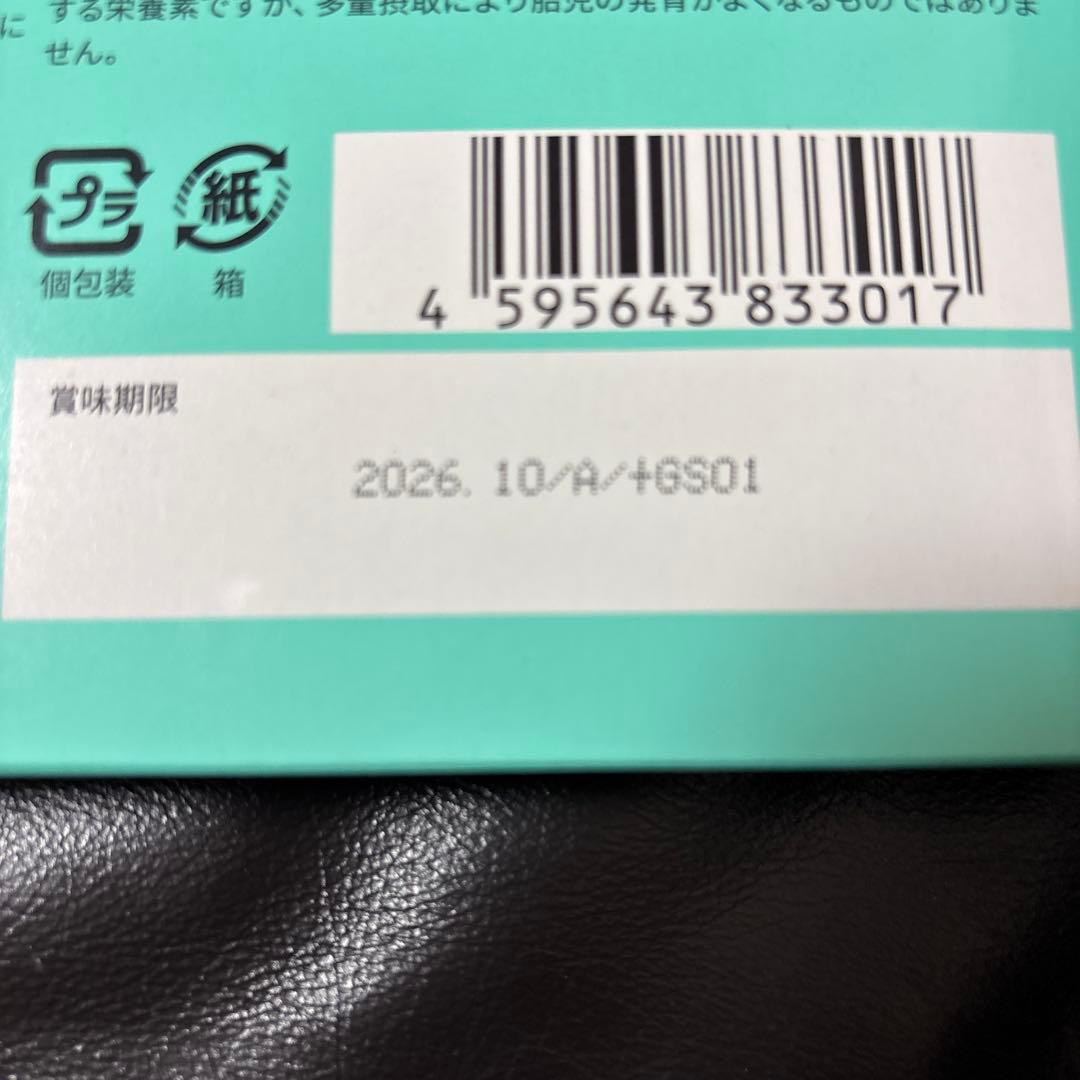 する栄養素ですが、多量摂取により胎児の発育がよくなるものではありま
に
せん。
プラ
紙
個包装
箱
4 595643 833017
賞味期限
2026. 10/A/+GS01